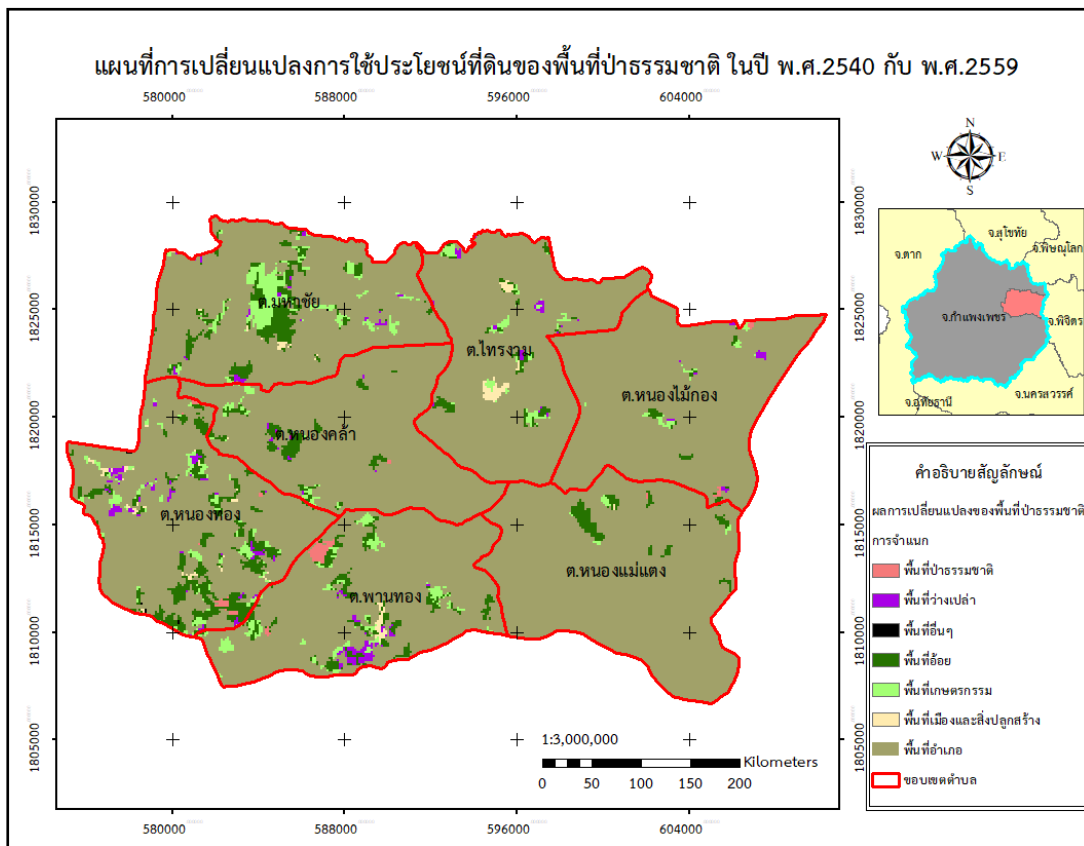 แผนที่การเปลี่ยนแปลงการใช้ประโยชน์ที่ดินของพื้นที่ป่าธรรมชาติ ในปี พ.ศ.2540 กับ พ.ศ.2559
580000 588000 596000 604000
N
W E
S
1830000 1830000
1825000 1825000
1820000 1820000
1815000 1815000
1810000 1810000
1805000 1805000
ต.มหาชัย
ต.ไทรงาม
ต.หนองไม้กอง
ต.หนองคล้า
ต.หนองทอง
ต.หนองแม่แตง
ต.พานทอง
1:3,000,000
Kilometers
0 50 100 150 200
580000 588000 596000 604000
จ.สุโขทัย
จ.ตาก
จ.พิษณุโลก
จ.กำแพงเพชร
จ.พิจิตร
จ.อุทัยธานี
จ.นครสวรรค์
คำอธิบายสัญลักษณ์
ผลการเปลี่ยนแปลงของพื้นที่ป่าธรรมชาติ
การจำแนก
พื้นที่ป่าธรรมชาติ
พื้นที่ว่างเปล่า
พื้นที่อื่นๆ
พื้นที่อ้อย
พื้นที่เกษตรกรรม
พื้นที่เมืองและสิ่งปลูกสร้าง
พื้นที่อำเภอ
ขอบเขตตำบล